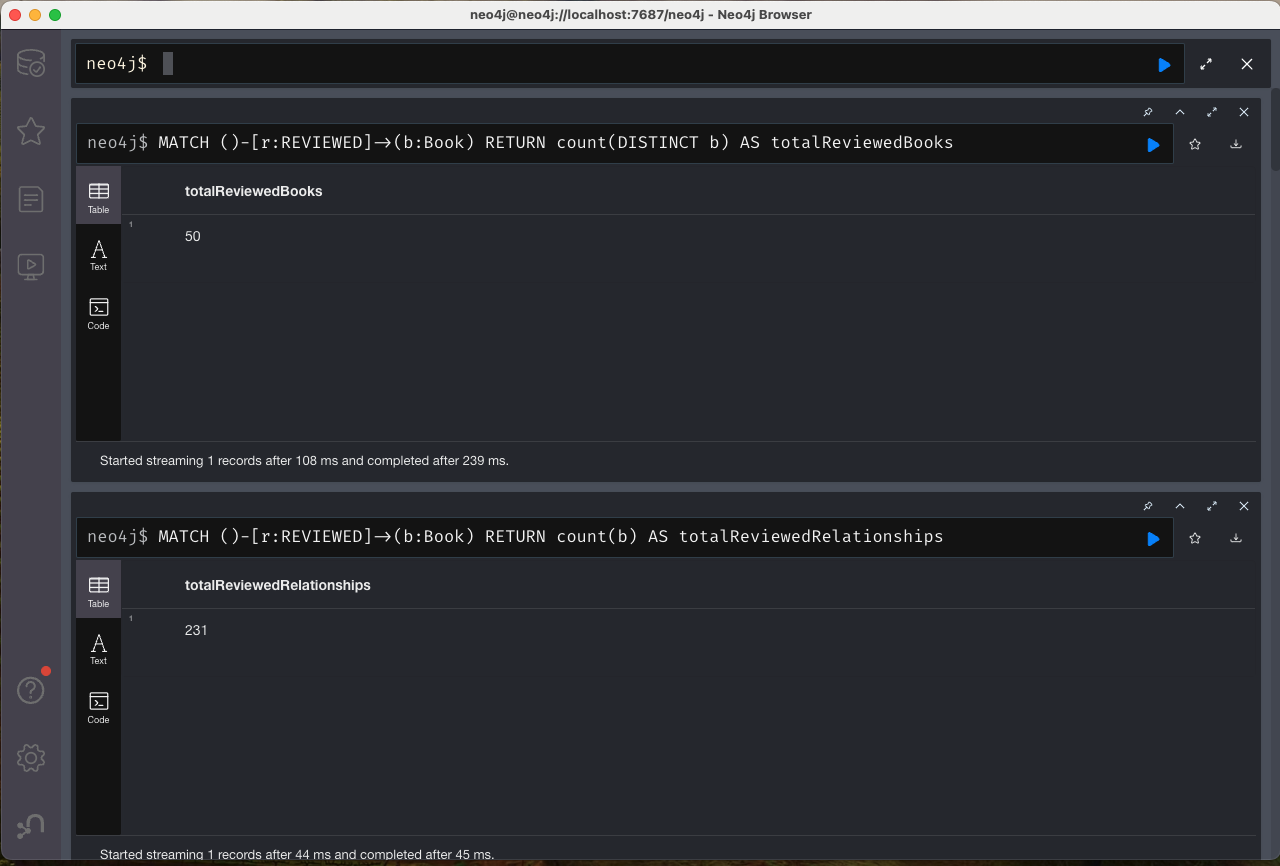 neo4j@neo4j://localhost:7687/neo4j - Neo4j Browser
neo4j$
neo4j$ MATCH ()-[r:REVIEWED]->(b:Book) RETURN count(DISTINCT b) AS totalReviewedBooks
Table
totalReviewedBooks
1
50
Text
Code
Started streaming 1 records after 108 ms and completed after 239 ms.
neo4j$ MATCH ()-[r:REVIEWED]->(b:Book) RETURN count(b) AS totalReviewedRelationships
Table
totalReviewedRelationships
1
231
Text
Code
Started streaming 1 records after 44 ms and completed after 45 ms.